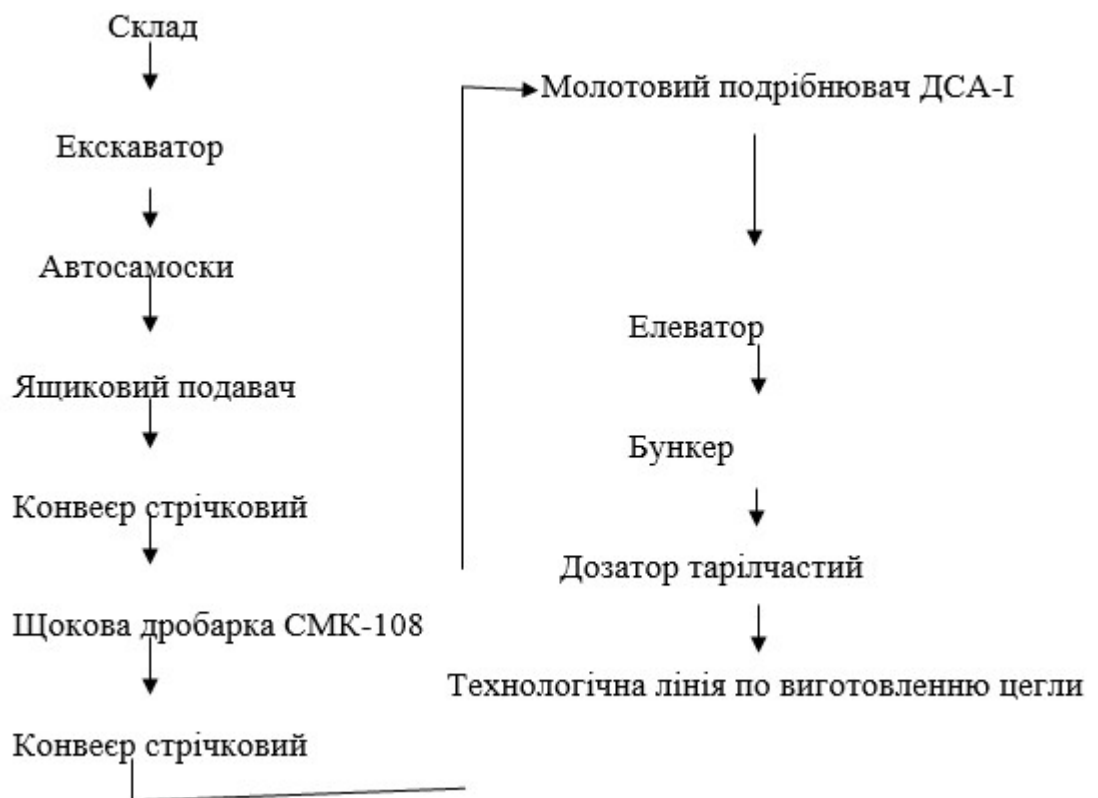 Склад
Екскаватор
Автосамоски
Ящиковий подавач
Конвеєр стрічковий
Щокова дробарка СМК-108
Конвеєр стрічковий
Молотовий подрібнювач ДСА-І
Елеватор
Бункер
Дозатор тарілчастий
Технологічна лінія по виготовленню цегли